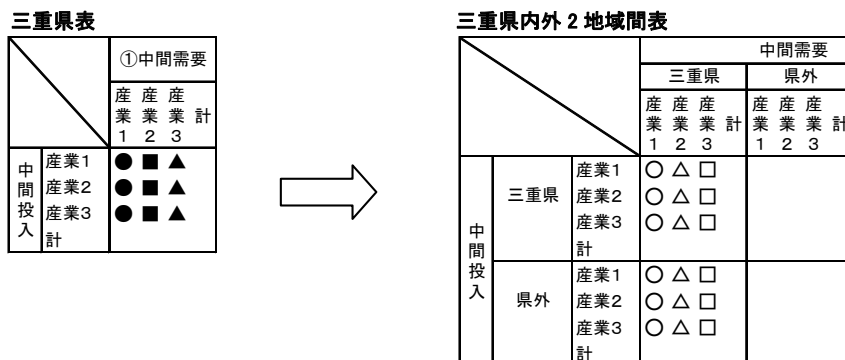 三重県表
①中間需要
産業1 産業2 産業3 計
中間投入
産業1 ● ■ ▲
産業2 ● ■ ▲
産業3 ● ■ ▲
計
三重県内外2地域間表
中間需要
三重県 県外
産業1 産業2 産業3 計 産業1 産業2 産業3 計
中間投入
三重県
産業1 ○ △ □
産業2 ○ △ □
産業3 ○ △ □
計
県外
産業1 ○ △ □
産業2 ○ △ □
産業3 ○ △ □
計